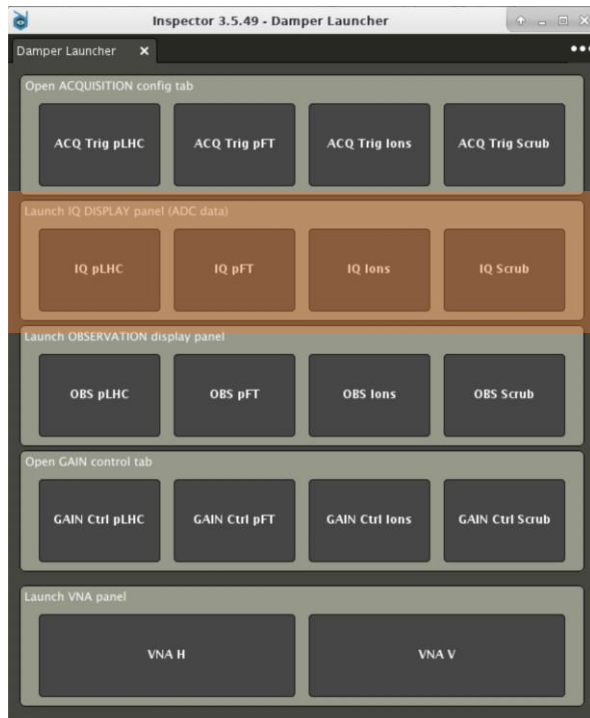 Inspector 3.5.49 - Damper Launcher
Damper Launcher
Open ACQUISITION config tab
ACQ Trig pLHC ACQ Trig pFT ACQ Trig Ions ACQ Trig Scrub
Launch IQ DISPLAY panel (ADC data)
IQ pLHC IQ pFT IQ Ions IQ Scrub
Launch OBSERVATION display panel
OBS pLHC OBS pFT OBS Ions OBS Scrub
Open GAIN control tab
GAIN Ctrl pLHC GAIN Ctrl pFT GAIN Ctrl Ions GAIN Ctrl Scrub
Launch VNA panel
VNA H VNA V